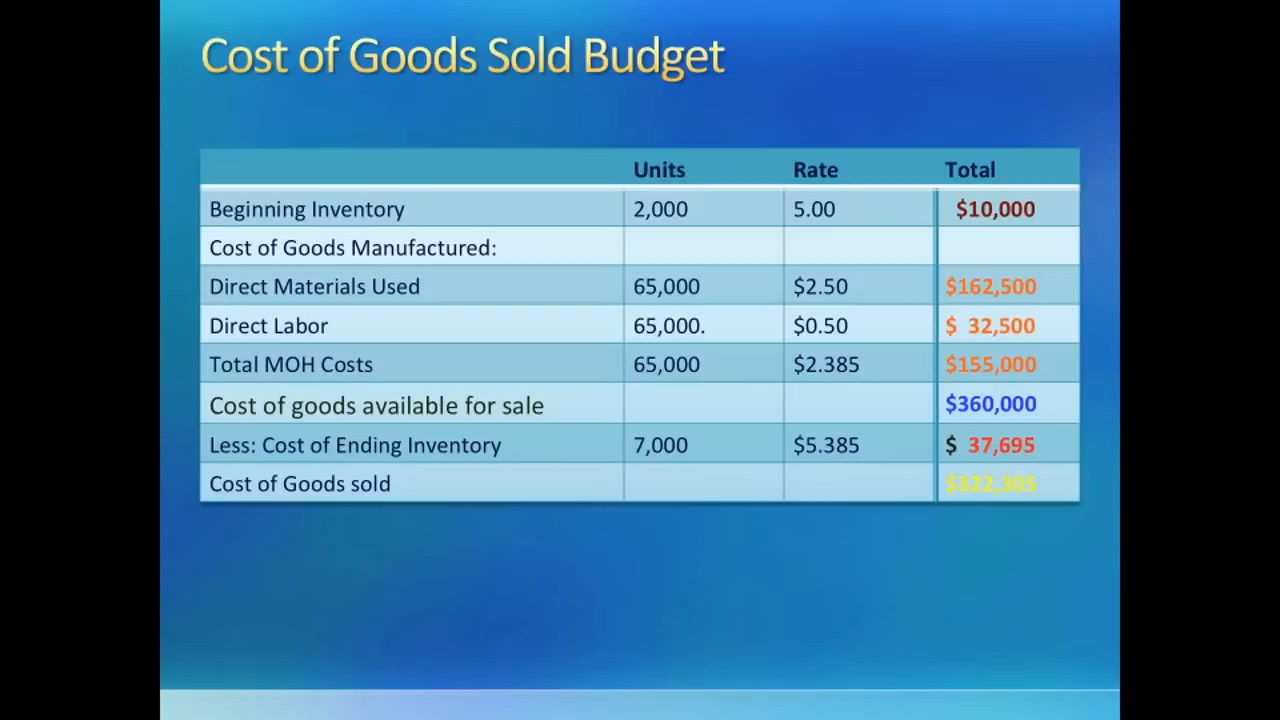 Cost of Goods Sold Budget
Units Rate Total
Beginning Inventory 2,000 5.00 $10,000
Cost of Goods Manufactured:
Direct Materials Used 65,000 $2.50 $162,500
Direct Labor 65,000. $0.50 $ 32,500
Total MOH Costs 65,000 $2.385 $155,000
Cost of goods available for sale $360,000
Less: Cost of Ending Inventory 7,000 $5.385 $ 37,695
Cost of Goods sold $322,305